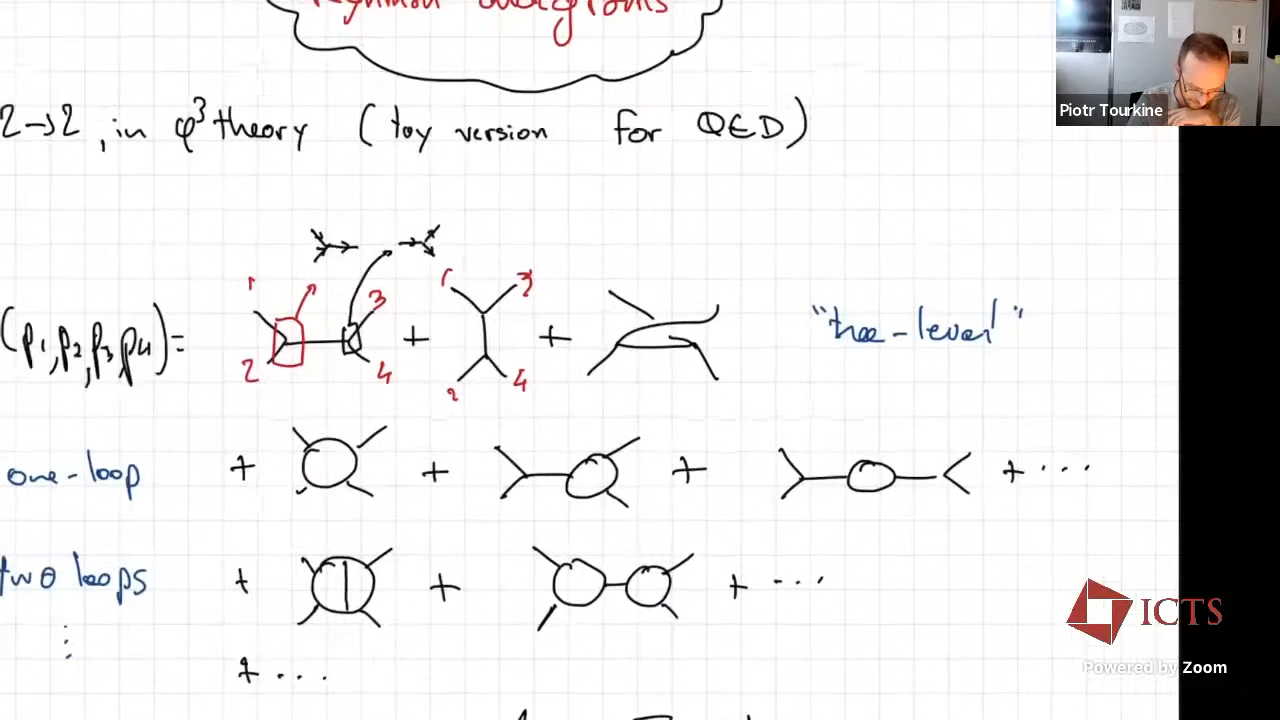 Feynman diagrams
Piotr Tourkine
2→2, in φ³ theory (toy version for QED)
(p1,p2,p3,p4)= + + "tree-level"
1 2 3 4
1 2 3 4
one-loop + + + + ...
two loops + + + ...
⋮
+ ...
ICTS
Powered by Zoom